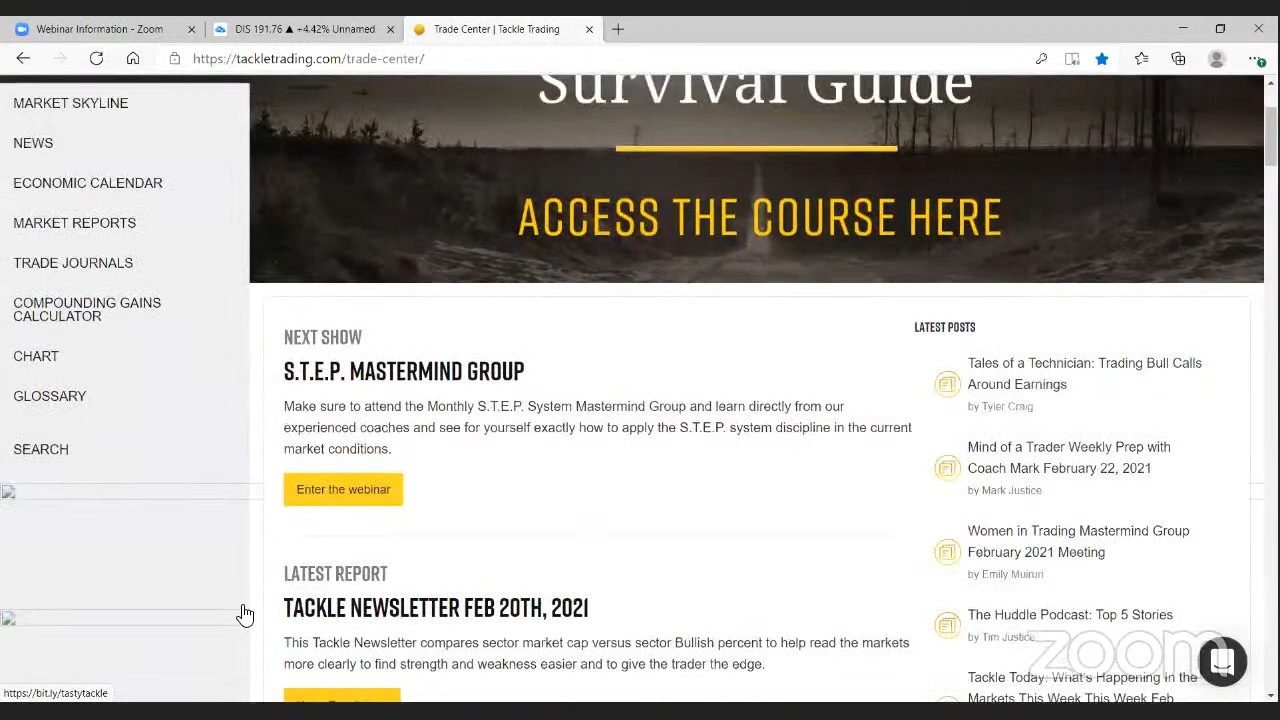 Webinar Information - Zoom
DIS 191.76 ▲ +4.42% Unnamed
Trade Center | Tackle Trading
https://tackletrading.com/trade-center/
MARKET SKYLINE
NEWS
ECONOMIC CALENDAR
MARKET REPORTS
TRADE JOURNALS
COMPOUNDING GAINS
CALCULATOR
CHART
GLOSSARY
SEARCH
https://bit.ly/tastytackle
Survival Guide
ACCESS THE COURSE HERE
NEXT SHOW
S.T.E.P. MASTERMIND GROUP
Make sure to attend the Monthly S.T.E.P. System Mastermind Group and learn directly from our
experienced coaches and see for yourself exactly how to apply the S.T.E.P. system discipline in the current
market conditions.
Enter the webinar
LATEST REPORT
TACKLE NEWSLETTER FEB 20TH, 2021
This Tackle Newsletter compares sector market cap versus sector Bullish percent to help read the markets
more clearly to find strength and weakness easier and to give the trader the edge.
LATEST POSTS
Tales of a Technician: Trading Bull Calls
Around Earnings
by Tyler Craig
Mind of a Trader Weekly Prep with
Coach Mark February 22, 2021
by Mark Justice
Women in Trading Mastermind Group
February 2021 Meeting
by Emily Muiruri
The Huddle Podcast: Top 5 Stories
by Tim Justice
Tackle Today: What's Happening In the
Markets This Week This Week Feb
zoom